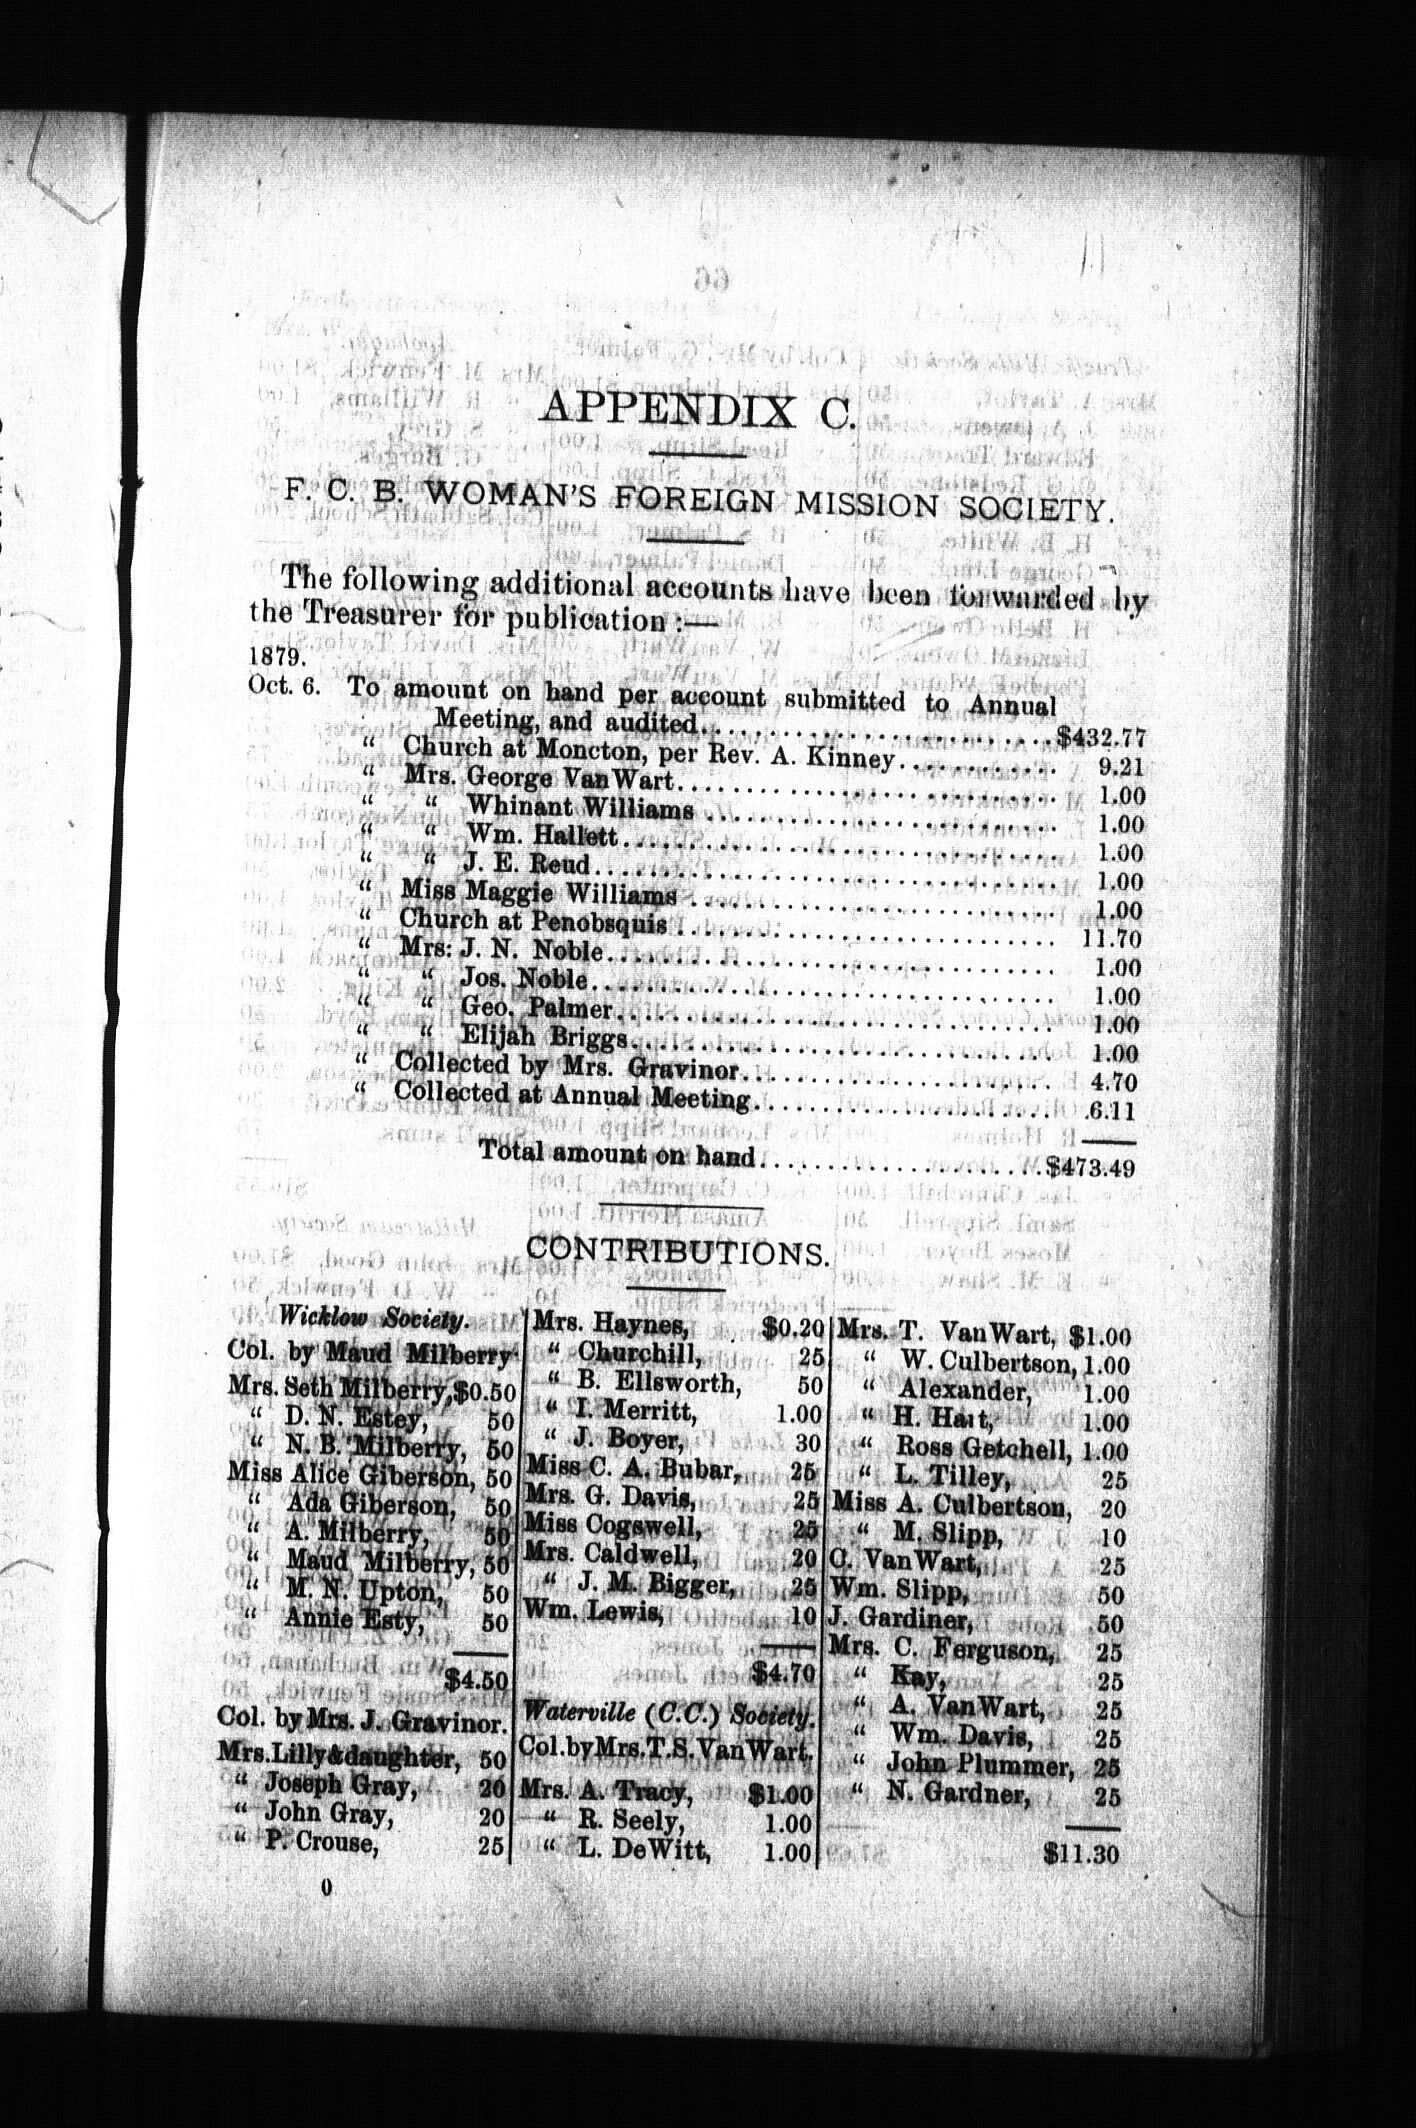 APPENDIX C.
F. C. B. WOMAN'S FOREIGN MISSION SOCIETY.
The following additional accounts have been forwarded by
the Treasurer for publication :—
1879.
Oct. 6. To amount on hand per account submitted to Annual
Meeting, and audited..........................$432.77
“ Church at Moncton, per Rev. A. Kinney............ 9.21
“ Mrs. George VanWart............................ 1.00
“ “ Whinant Williams .......................... 1.00
“ “ Wm. Hallett................................ 1.00
“ “ J. E. Reud................................. 1.00
“ Miss Maggie Williams ........................... 1.00
“ Church at Penobsquis ........................... 11.70
“ Mrs. J. N. Noble................................ 1.00
“ “ Jos. Noble................................. 1.00
“ “ Geo. Palmer................................ 1.00
“ “ Elijah Briggs.............................. 1.00
“ Collected by Mrs. Gravinor...................... 4.70
“ Collected at Annual Meeting..................... .6.11
Total amount on hand.....................$473.49
CONTRIBUTIONS.
Wicklow Society.
Col. by Maud Milberry
Mrs. Seth Milberry,$0.50
“ D. N. Estey, 50
“ N. B. Milberry, 50
Miss Alice Giberson, 50
“ Ada Giberson, 50
“ A. Milberry, 50
“ Maud Milberry, 50
“ M. N. Upton, 50
“ Annie Esty, 50
$4.50
Col. by Mrs. J. Gravinor.
Mrs.Lilly&daughter, 50
“ Joseph Gray, 20
“ John Gray, 20
“ P. Crouse, 25
Mrs. Haynes, $0.20
“ Churchill, 25
“ B. Ellsworth, 50
“ I. Merritt, 1.00
“ J. Boyer, 30
Miss C. A. Bubar, 25
Mrs. G. Davis, 25
Miss Cogswell, 25
Mrs. Caldwell, 20
“ J. M. Bigger, 25
Wm. Lewis, 10
$4.70
Waterville (C.C.) Society.
Col.byMrs.T.S.VanWart.
Mrs. A. Tracy, $1.00
“ R. Seely, 1.00
“ L. DeWitt, 1.00
Mrs. T. VanWart, $1.00
“ W. Culbertson, 1.00
“ Alexander, 1.00
“ H. Hart, 1.00
“ Ross Getchell, 1.00
“ L. Tilley, 25
Miss A. Culbertson, 20
“ M. Slipp, 10
C. VanWart, 25
Wm. Slipp, 50
J. Gardiner, 50
Mrs. C. Ferguson, 25
“ Kay, 25
“ A. VanWart, 25
“ Wm. Davis, 25
“ John Plummer, 25
“ N. Gardner, 25
$11.30
0